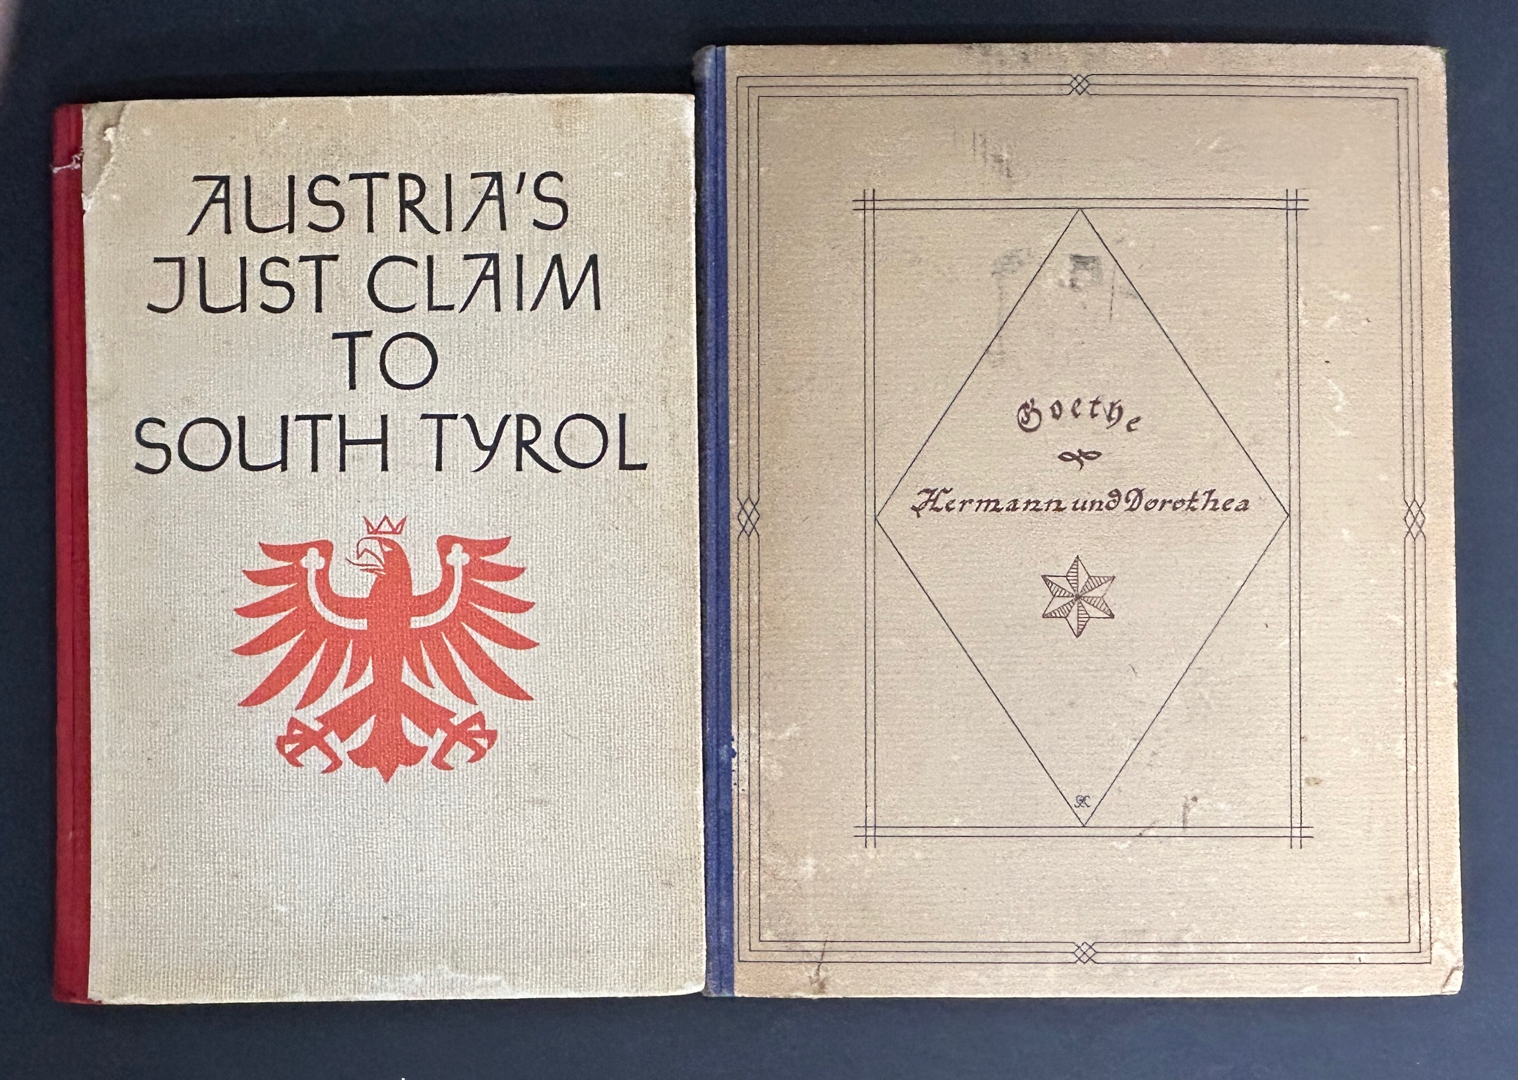 AUSTRIA'S
JUST CLAIM
TO
SOUTH TYROL
Goethe
Hermann und Dorothea